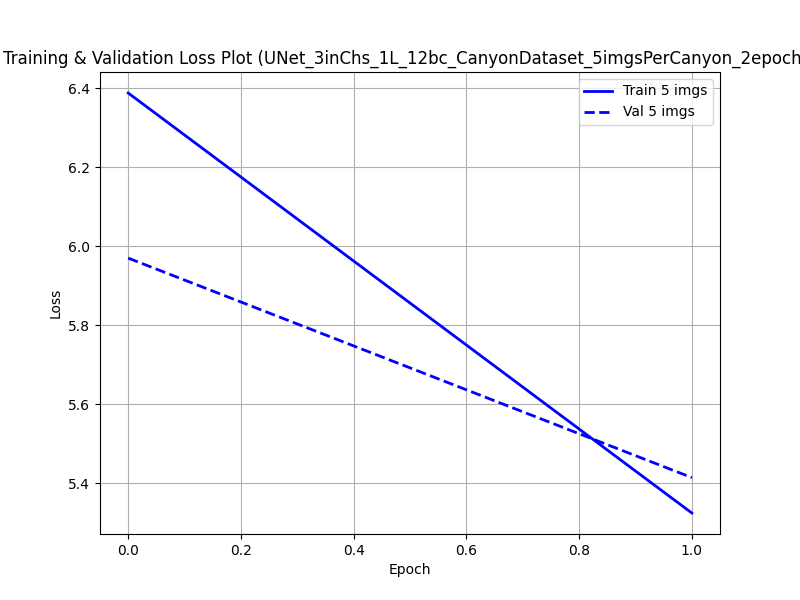 Training & Validation Loss Plot (UNet_3inChs_1L_12bc_CanyonDataset_5imgsPerCanyon_2epoch
Train 5 imgs
Val 5 imgs
6.4
6.2
6.0
5.8
5.6
5.4
Loss
0.0 0.2 0.4 0.6 0.8 1.0
Epoch